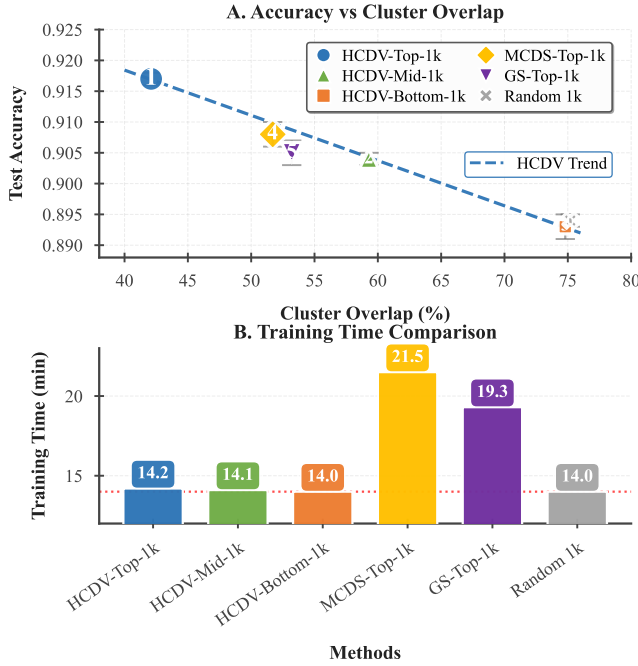 A. Accuracy vs Cluster Overlap
0.925
0.920
0.915
0.910
0.905
0.900
0.895
0.890
Test Accuracy
HCDV-Top-1k
HCDV-Mid-1k
HCDV-Bottom-1k
MCDS-Top-1k
GS-Top-1k
Random 1k
HCDV Trend
1
4
40 45 50 55 60 65 70 75 80
Cluster Overlap (%)
B. Training Time Comparison
Training Time (min)
20
15
14.2
14.1
14.0
21.5
19.3
14.0
HCDV-Top-1k
HCDV-Mid-1k
HCDV-Bottom-1k
MCDS-Top-1k
GS-Top-1k
Random 1k
Methods